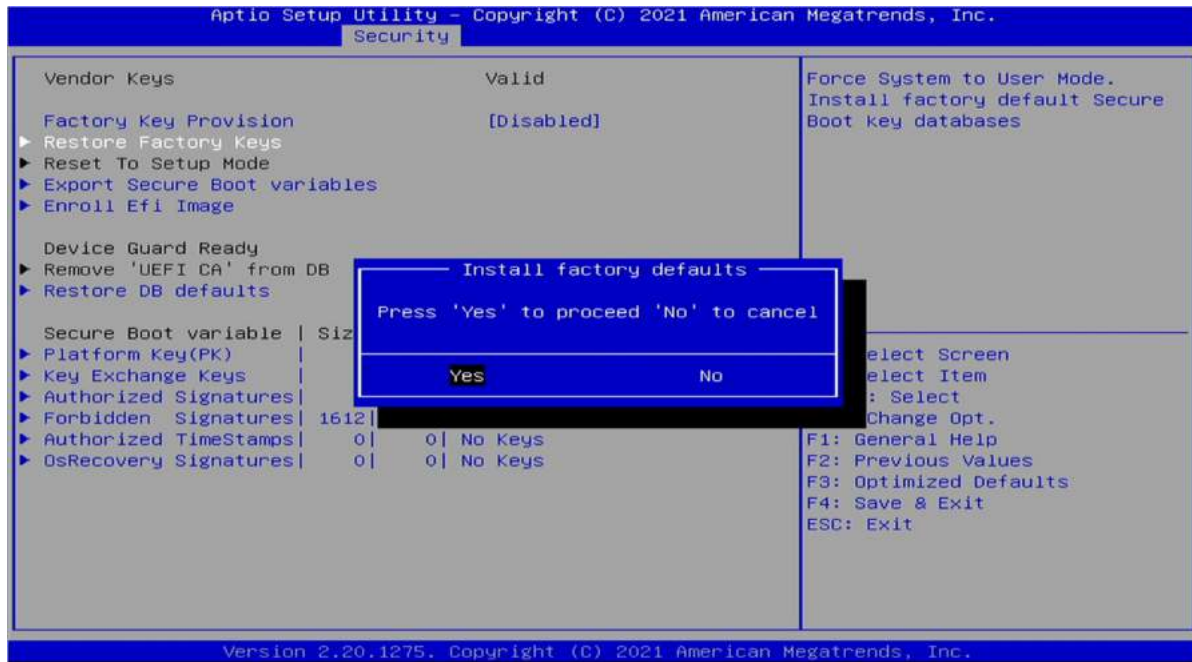 Aptio Setup Utility – Copyright (C) 2021 American Megatrends, Inc.
Security
Vendor Keys Valid
Factory Key Provision [Disabled]
Restore Factory Keys
Reset To Setup Mode
Export Secure Boot variables
Enroll Efi Image
Device Guard Ready
Remove 'UEFI CA' from DB
Restore DB defaults
Secure Boot variable | Siz
Platform Key(PK) |
Key Exchange Keys |
Authorized Signatures|
Forbidden Signatures| 1612|
Authorized TimeStamps| 0| 0| No Keys
OsRecovery Signatures| 0| 0| No Keys
Install factory defaults
Press 'Yes' to proceed 'No' to cancel
Yes No
Force System to User Mode.
Install factory default Secure
Boot key databases
elect Screen
elect Item
: Select
Change Opt.
F1: General Help
F2: Previous Values
F3: Optimized Defaults
F4: Save & Exit
ESC: Exit
Version 2.20.1275. Copyright (C) 2021 American Megatrends, Inc.